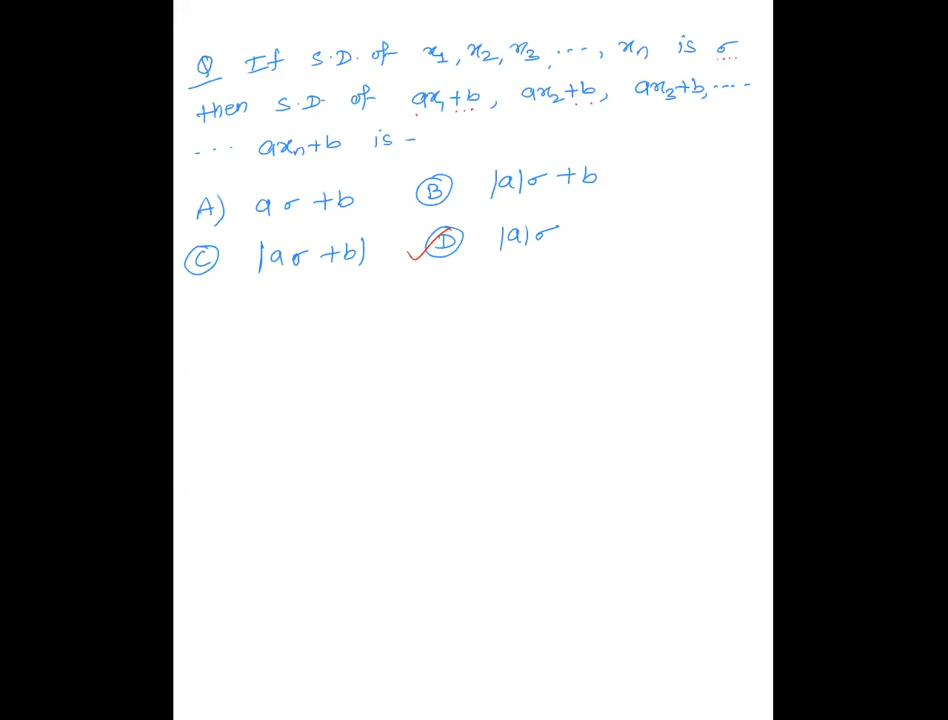 Q If S.D. of x₁, x₂, x₃, ..., xₙ is σ
then S.D. of ax₁+b, ax₂+b, ax₃+b, ....
... axₙ+b is -
A) aσ +b (B) |a|σ +b
(C) |aσ +b| (D) |a|σ